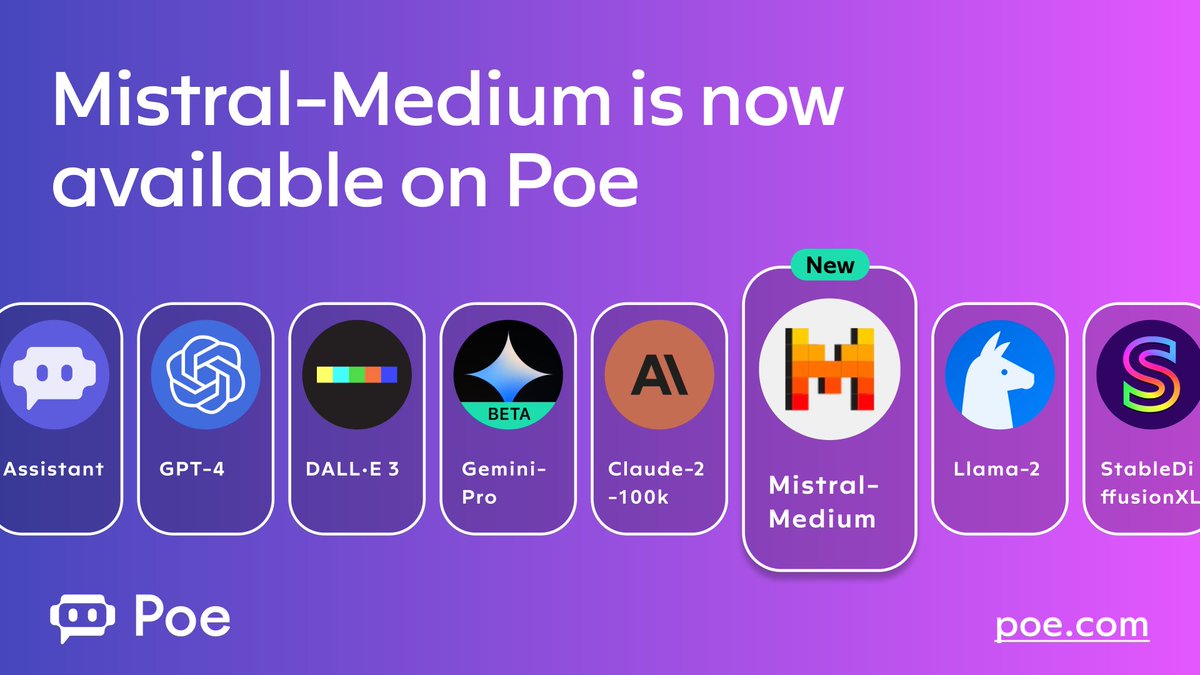 Mistral-Medium is now
available on Poe
New
Assistant
GPT-4
DALL·E 3
BETA
Gemini-
Pro
AI
Claude-2
-100k
Mistral-
Medium
Llama-2
S
StableDi
ffusionXL
Poe
poe.com